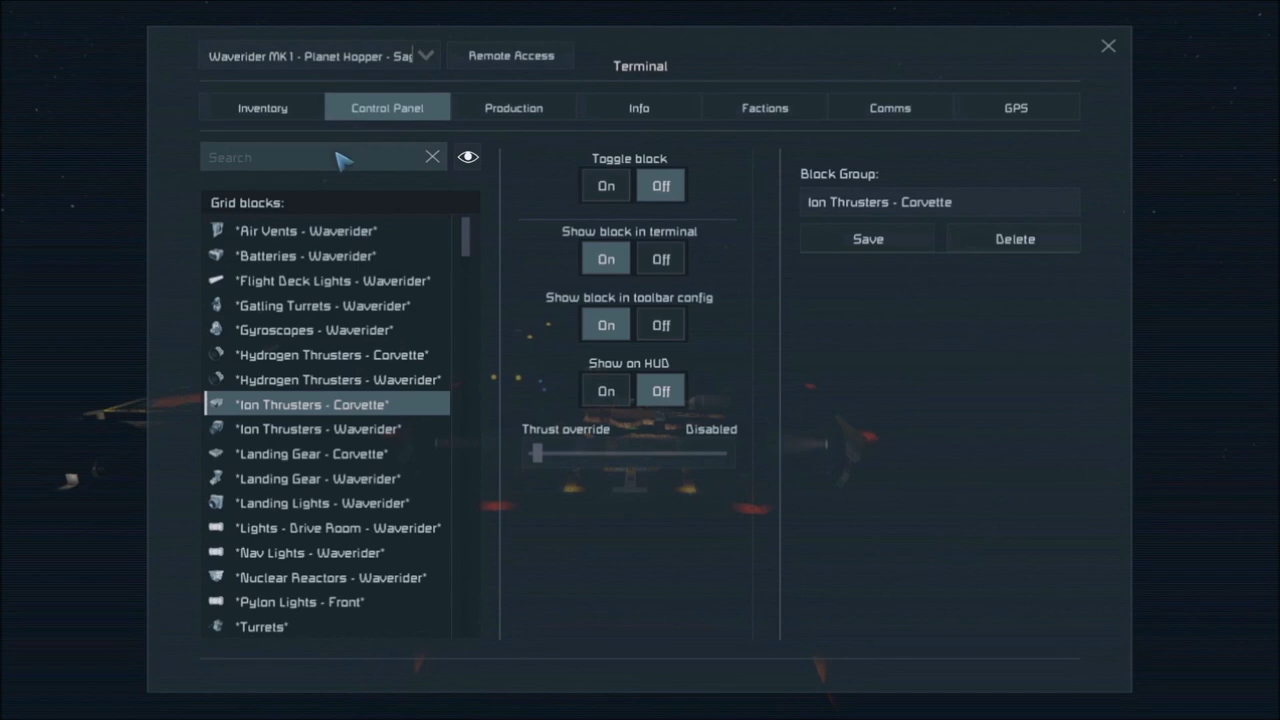 Waverider MK1 - Planet Hopper - Sag
Remote Access
Terminal
Inventory
Control Panel
Production
Info
Factions
Comms
GPS
Search
Grid blocks:
*Air Vents - Waverider*
*Batteries - Waverider*
*Flight Deck Lights - Waverider*
*Gatling Turrets - Waverider*
*Gyroscopes - Waverider*
*Hydrogen Thrusters - Corvette*
*Hydrogen Thrusters - Waverider*
*Ion Thrusters - Corvette*
*Ion Thrusters - Waverider*
*Landing Gear - Corvette*
*Landing Gear - Waverider*
*Landing Lights - Waverider*
*Lights - Drive Room - Waverider*
*Nav Lights - Waverider*
*Nuclear Reactors - Waverider*
*Pylon Lights - Front*
*Turrets*
Toggle block
On Off
Show block in terminal
On Off
Show block in toolbar config
On Off
Show on HUD
On Off
Thrust override Disabled
Block Group:
Ion Thrusters - Corvette
Save
Delete